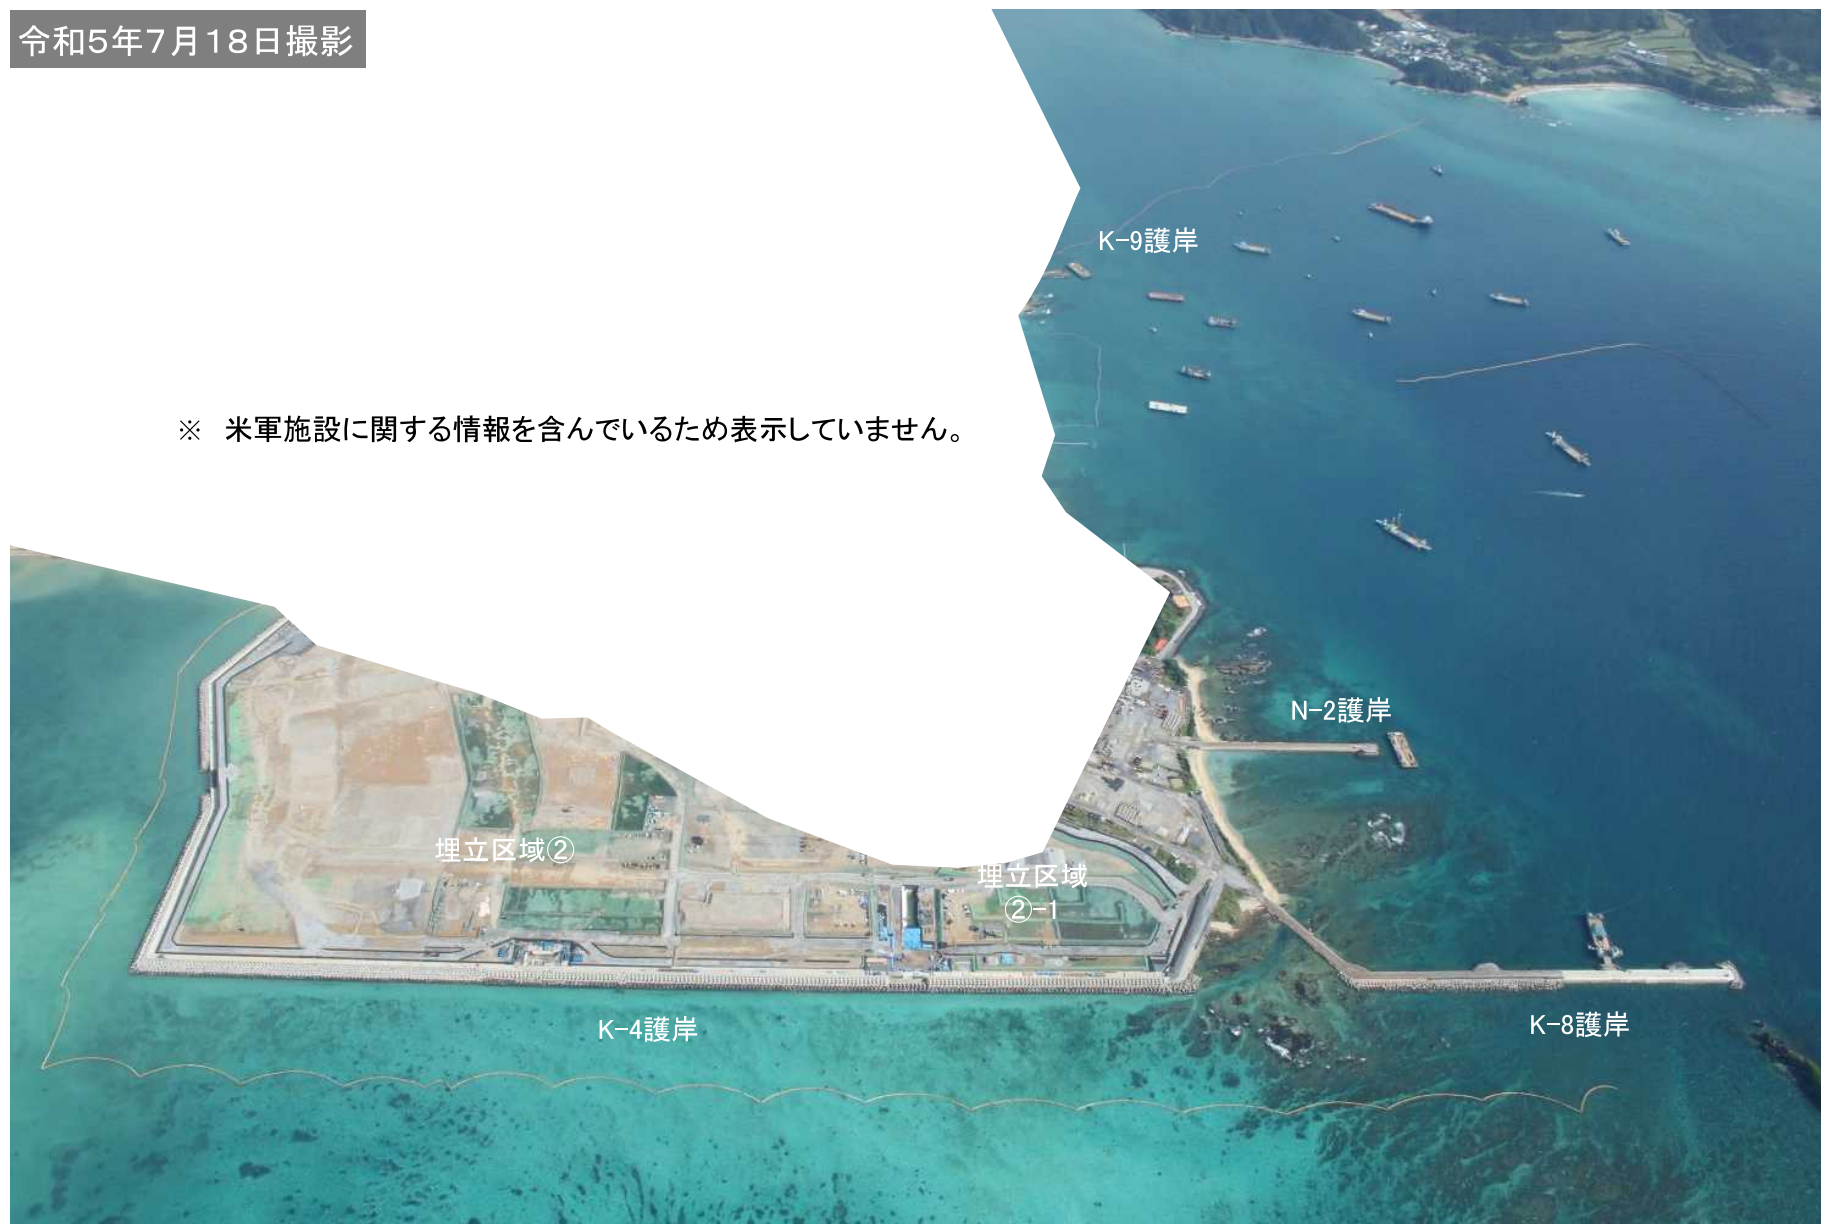 令和５年７月１８日撮影
K-9護岸
※　米軍施設に関する情報を含んでいるため表示していません。
N-2護岸
埋立区域②
埋立区域
②-1
K-4護岸
K-8護岸